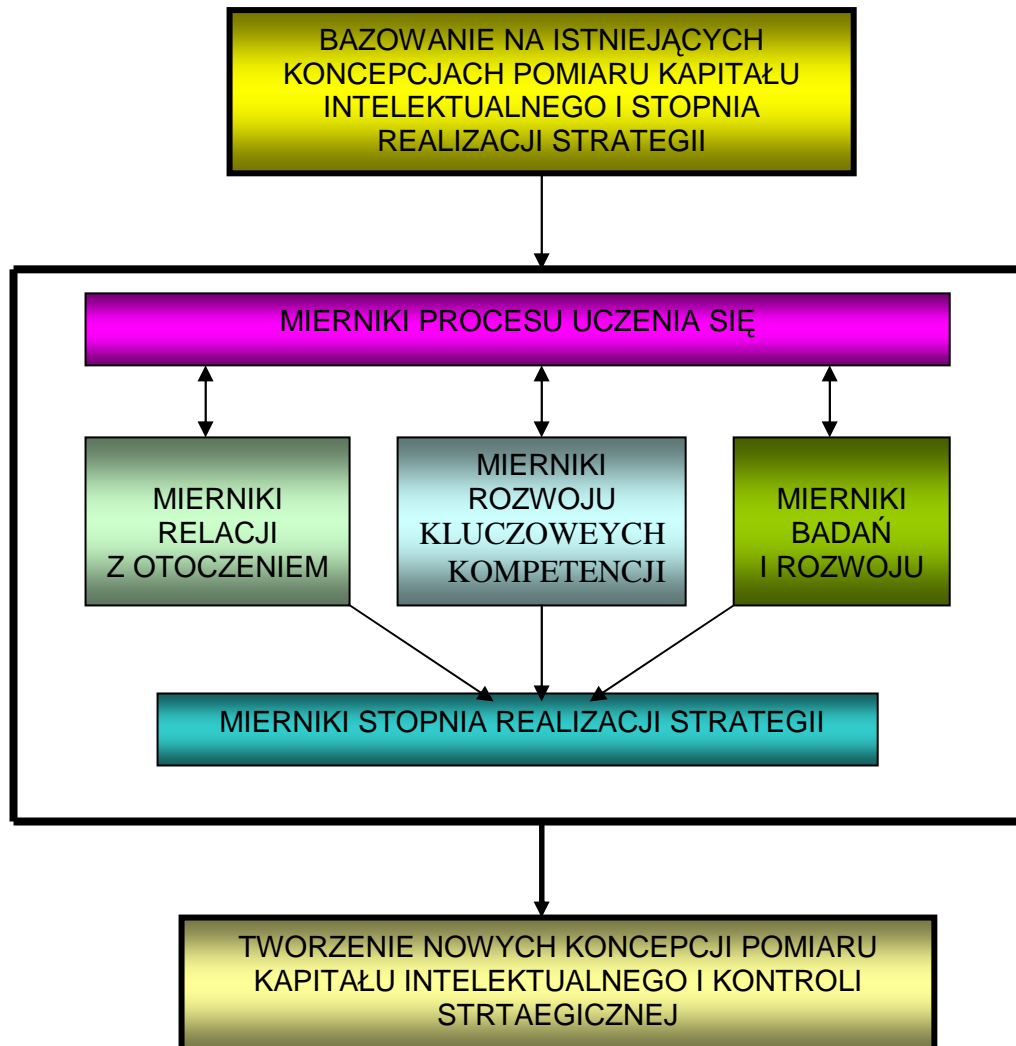 BAZOWANIE NA ISTNIEJĄCYCH
KONCEPCJACH POMIARU KAPITAŁU
INTELEKTUALNEGO I STOPNIA
REALIZACJI STRATEGII
MIERNIKI PROCESU UCZENIA SIĘ
MIERNIKI
RELACJI
Z OTOCZENIEM
MIERNIKI
ROZWOJU
KLUCZOWEYCH
KOMPETENCJI
MIERNIKI
BADAŃ
I ROZWOJU
MIERNIKI STOPNIA REALIZACJI STRATEGII
TWORZENIE NOWYCH KONCEPCJI POMIARU
KAPITAŁU INTELEKTUALNEGO I KONTROLI
STRTAEGICZNEJ